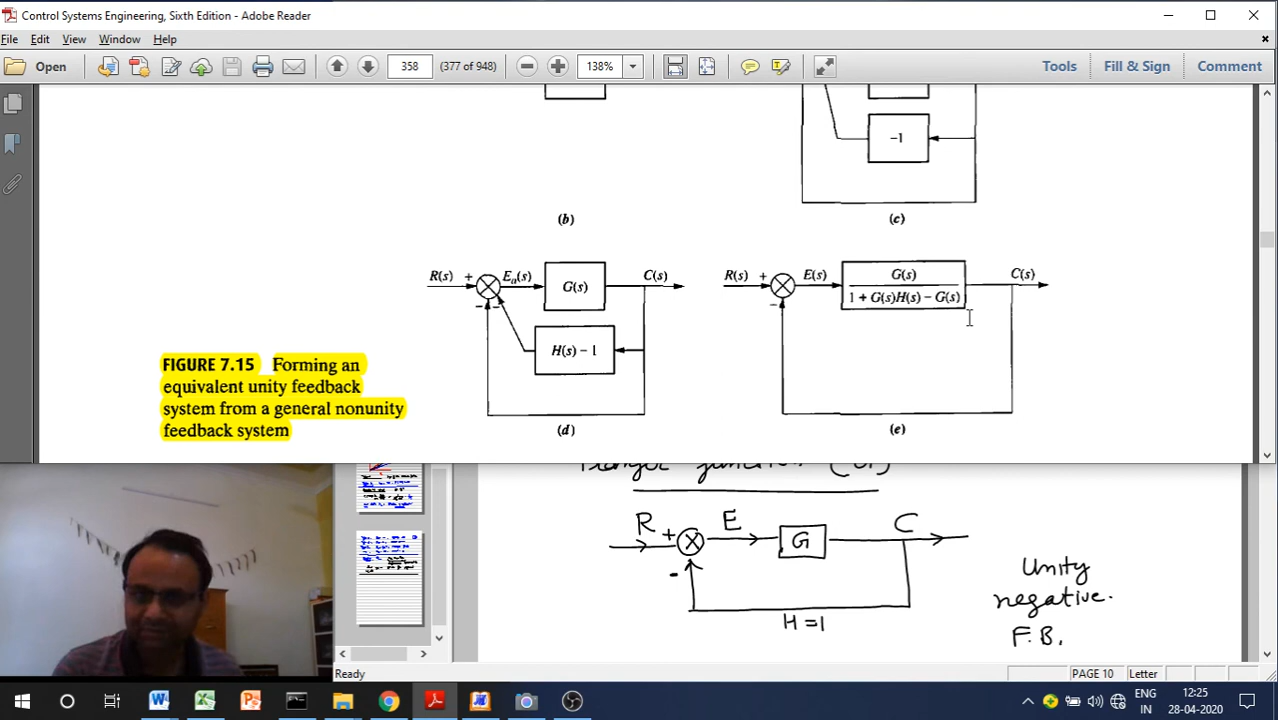 Control Systems Engineering, Sixth Edition - Adobe Reader
File Edit View Window Help
Open 358 (377 of 948) 138% Tools Fill & Sign Comment
-1
(b) (c)
R(s) + Ea(s) G(s) C(s)
- -
H(s) - 1
(d)
R(s) + E(s) G(s) C(s)
1 + G(s)H(s) - G(s)
-
(e)
FIGURE 7.15 Forming an
equivalent unity feedback
system from a general nonunity
feedback system
R + E G C
-
H = 1
Unity
negative.
F.B.
Ready PAGE 10 Letter
ENG 12:25
IN 28-04-2020